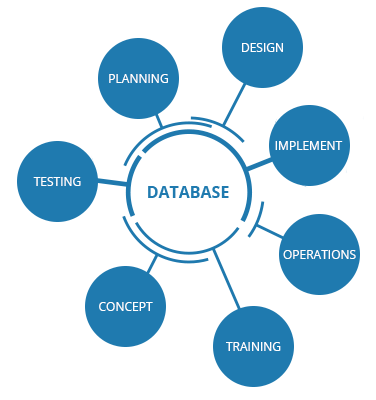 DESIGN
PLANNING
IMPLEMENT
TESTING
DATABASE
OPERATIONS
CONCEPT
TRAINING